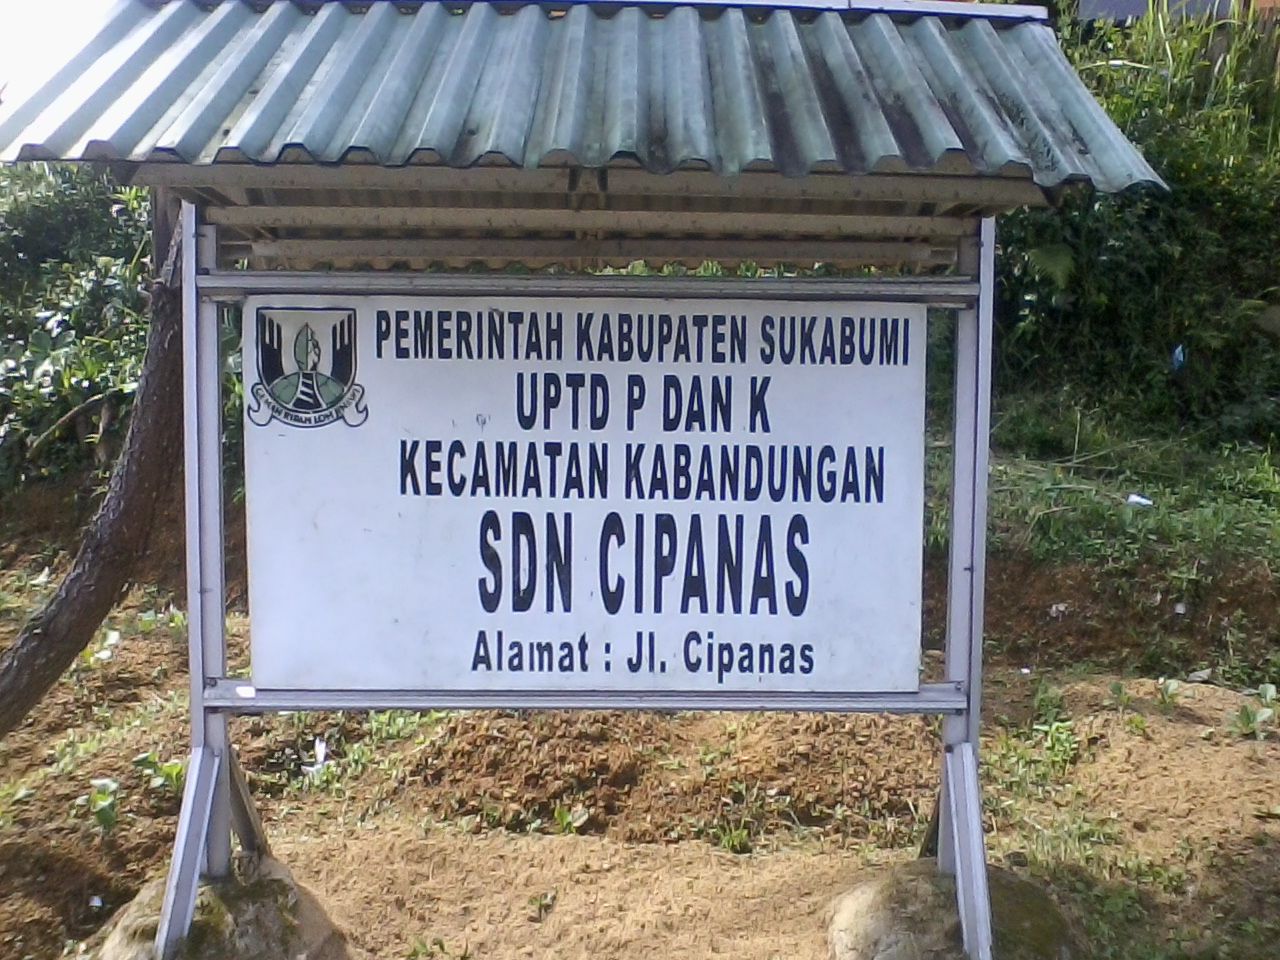 PEMERINTAH KABUPATEN SUKABUMI
UPTD P DAN K
KECAMATAN KABANDUNGAN
SDN CIPANAS
Alamat : Jl. Cipanas